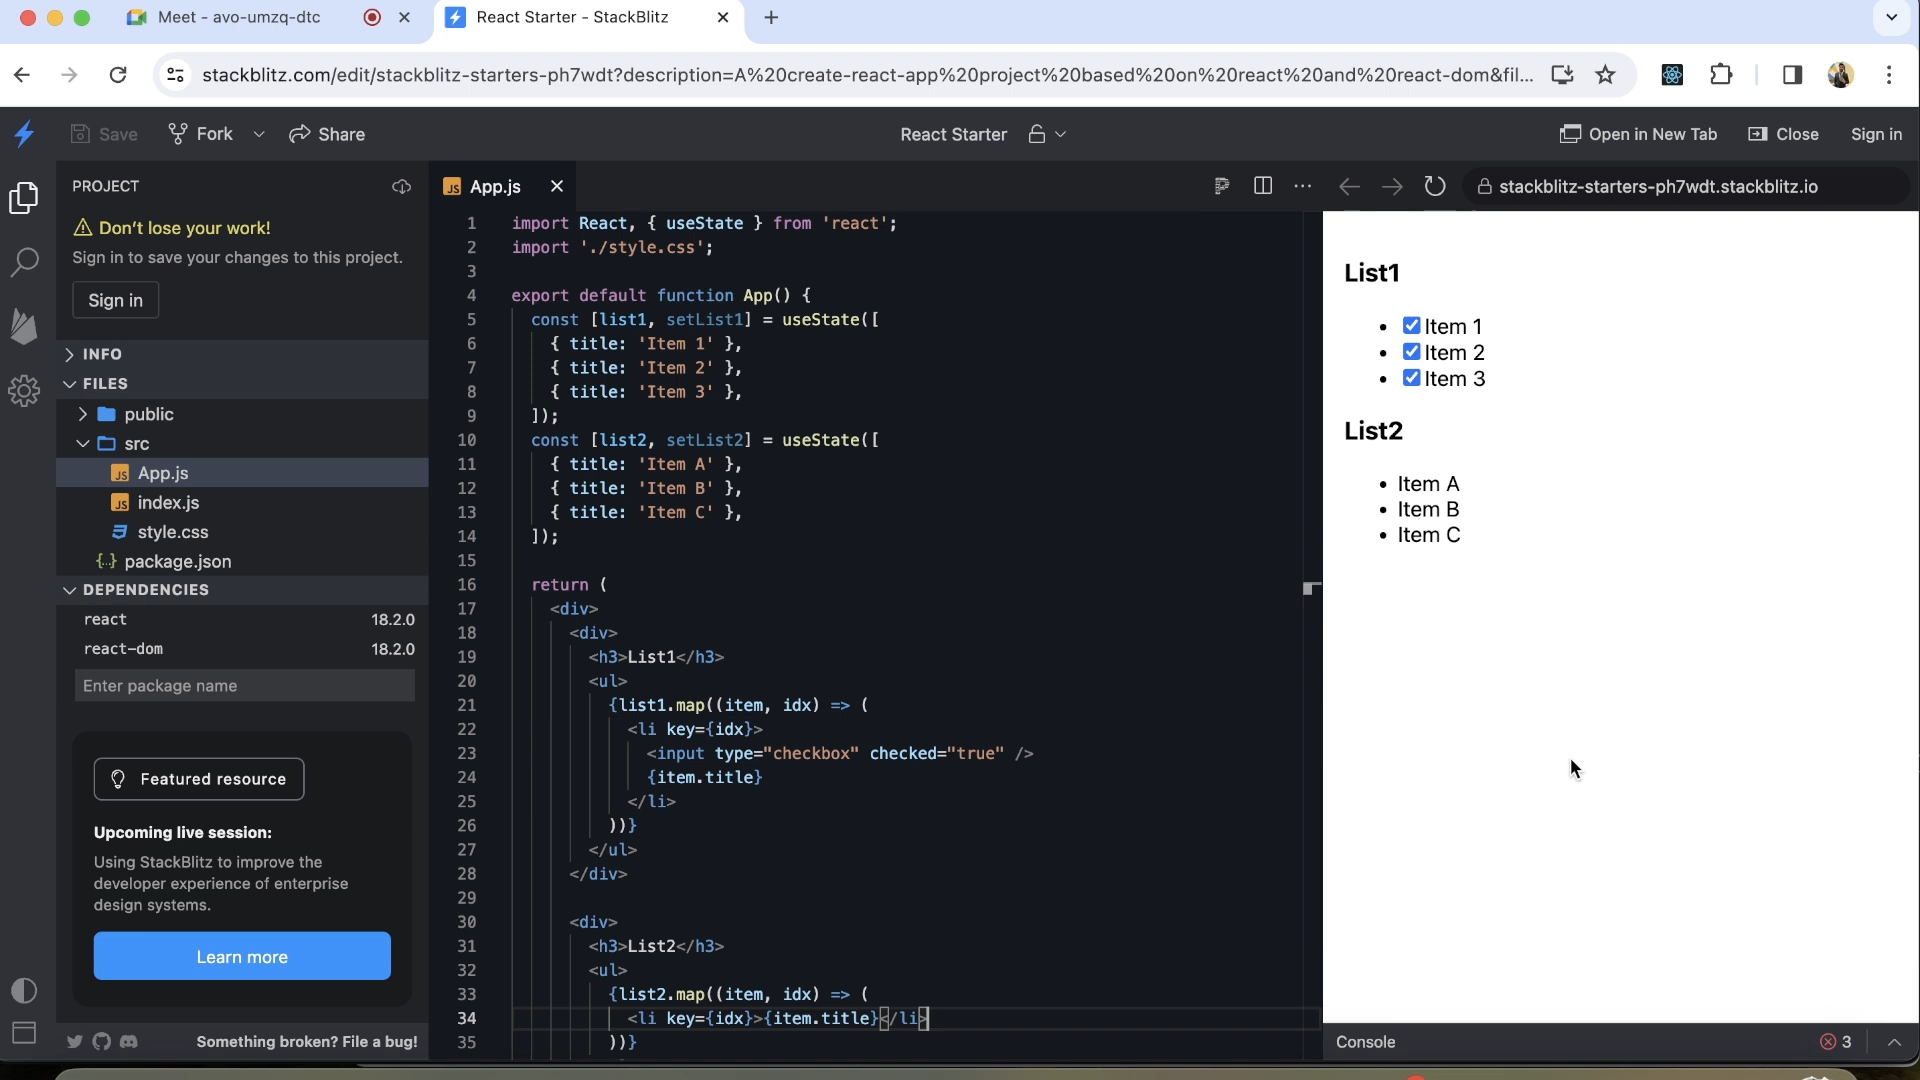 Meet - avo-umzq-dtc
React Starter - StackBlitz
stackblitz.com/edit/stackblitz-starters-ph7wdt?description=A%20create-react-app%20project%20based%20on%20react%20and%20react-dom&fil...
Save
Fork
Share
React Starter
Open in New Tab
Close
Sign in
PROJECT
Don't lose your work!
Sign in to save your changes to this project.
Sign in
INFO
FILES
public
src
JS App.js
JS index.js
style.css
{..} package.json
DEPENDENCIES
react 18.2.0
react-dom 18.2.0
Enter package name
Featured resource
Upcoming live session:
Using StackBlitz to improve the
developer experience of enterprise
design systems.
Learn more
Something broken? File a bug!
JS App.js
1 import React, { useState } from 'react';
2 import './style.css';
3
4 export default function App() {
5 const [list1, setList1] = useState([
6 { title: 'Item 1' },
7 { title: 'Item 2' },
8 { title: 'Item 3' },
9 ]);
10 const [list2, setList2] = useState([
11 { title: 'Item A' },
12 { title: 'Item B' },
13 { title: 'Item C' },
14 ]);
15
16 return (
17 <div>
18 <div>
19 <h3>List1</h3>
20 <ul>
21 {list1.map((item, idx) => (
22 <li key={idx}>
23 <input type="checkbox" checked="true" />
24 {item.title}
25 </li>
26 ))}
27 </ul>
28 </div>
29
30 <div>
31 <h3>List2</h3>
32 <ul>
33 {list2.map((item, idx) => (
34 <li key={idx}>{item.title}</li>
35 ))}
stackblitz-starters-ph7wdt.stackblitz.io
List1
Item 1
Item 2
Item 3
List2
Item A
Item B
Item C
Console
3